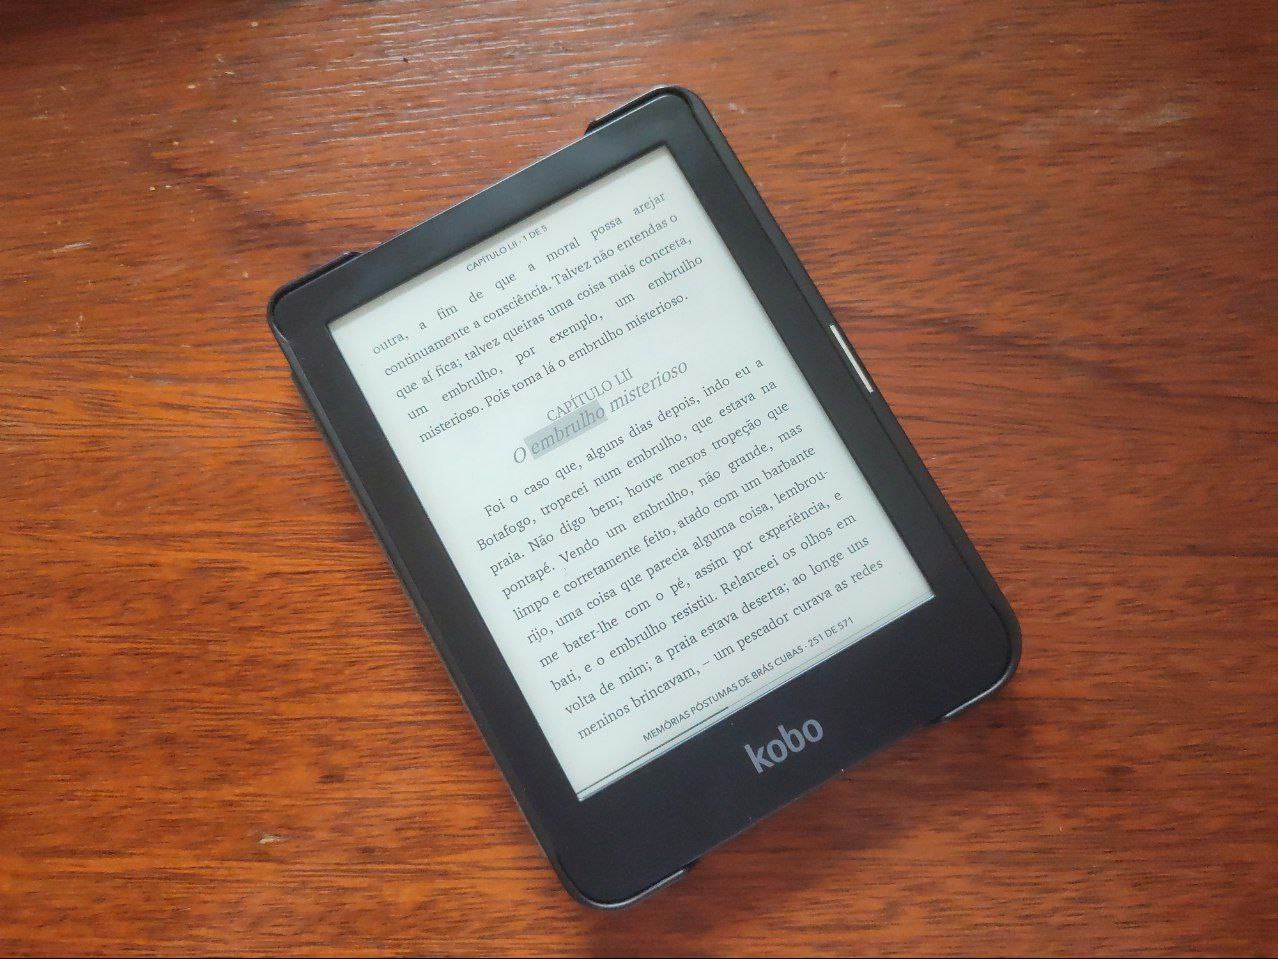 CAPÍTULO LII · 1 DE 5
outra, a fim de que a moral possa arejar
continuamente a consciência. Talvez não entendas o
que aí fica; talvez queiras uma coisa mais concreta,
um embrulho, por exemplo, um embrulho
misterioso. Pois toma lá o embrulho misterioso.
CAPÍTULO LII
O embrulho misterioso
Foi o caso que, alguns dias depois, indo eu a
Botafogo, tropecei num embrulho, que estava na
praia. Não digo bem; houve menos tropeção que
pontapé. Vendo um embrulho, não grande, mas
limpo e corretamente feito, atado com um barbante
rijo, uma coisa que parecia alguma coisa, lembrou-
me bater-lhe com o pé, assim por experiência, e
bati, e o embrulho resistiu. Relanceei os olhos em
volta de mim; a praia estava deserta; ao longe uns
meninos brincavam, – um pescador curava as redes
MEMÓRIAS PÓSTUMAS DE BRÁS CUBAS · 251 DE 571
kobo